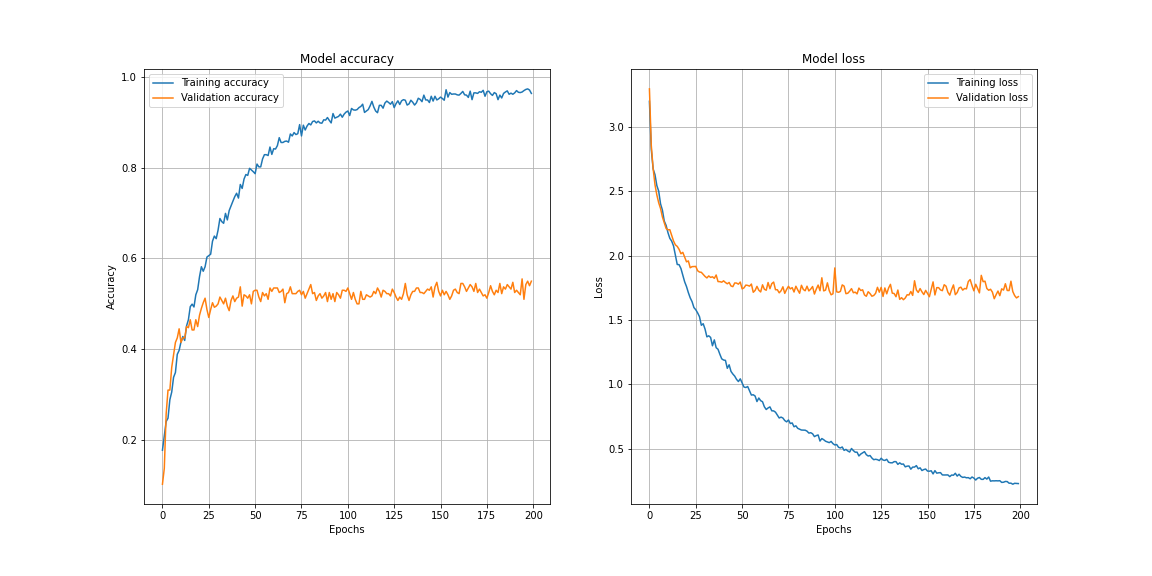 Model accuracy
Training accuracy
Validation accuracy
1.0
0.8
0.6
0.4
0.2
Accuracy
0 25 50 75 100 125 150 175 200
Epochs
Model loss
Training loss
Validation loss
3.0
2.5
2.0
1.5
1.0
0.5
Loss
0 25 50 75 100 125 150 175 200
Epochs